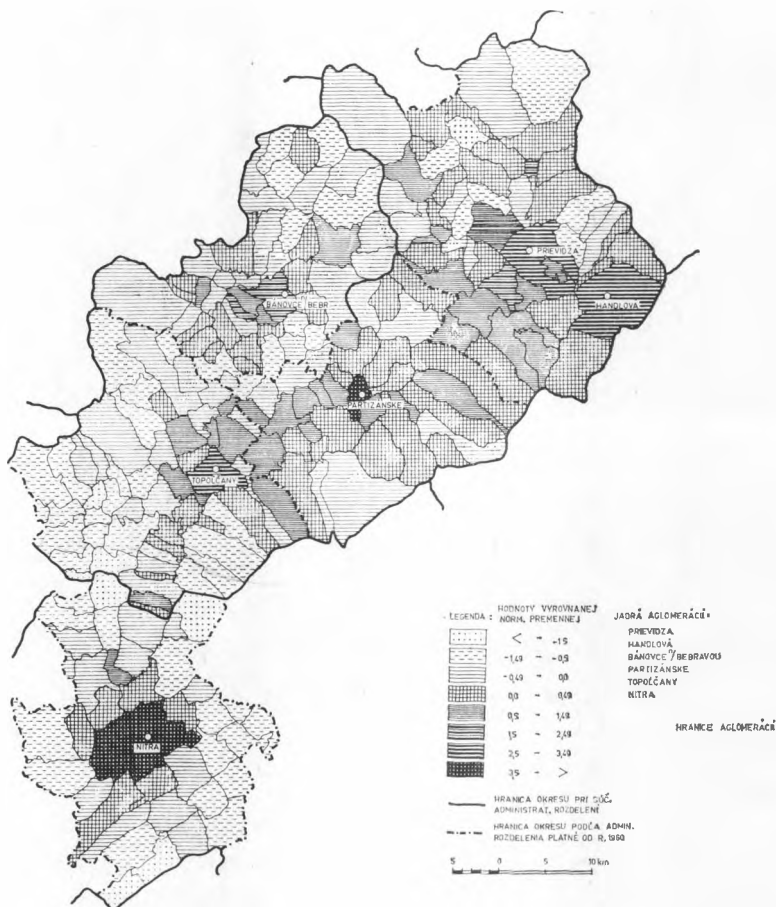 PRIEVIDZA
HANDLOVÁ
BÁNOVCE n/ BEBR
PARTIZÁNSKE
TOPOĽČANY
NITRA
LEGENDA : HODNOTY VYROVNANEJ
NORM. PREMENNEJ
< - -1,5
-1,49 - -0,5
-0,49 - 0,0
0,0 - 0,49
0,5 - 1,49
1,5 - 2,49
2,5 - 3,49
3,5 - >
HRANICA OKRESU PRI SÚČ.
ADMINISTRAT. ROZDELENÍ
HRANICA OKRESU PODĽA ADMIN.
ROZDELENIA PLATNÉ OD R. 1960
5 0 5 10 km
JADRÁ AGLOMERÁCIÍ:
PRIEVIDZA
HANDLOVÁ
BÁNOVCE n/BEBRAVOU
PARTIZÁNSKE
TOPOĽČANY
NITRA
HRANICE AGLOMERÁCIÍ